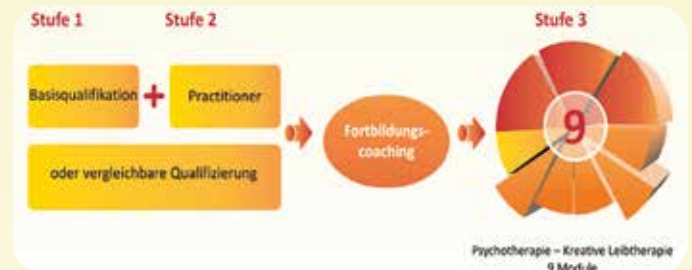 Stufe 1
Stufe 2
Stufe 3
Basisqualifikation + Practitioner
oder vergleichbare Qualifizierung
Fortbildungs-
coaching
9
Psychotherapie – Kreative Leibtherapie
9 Module